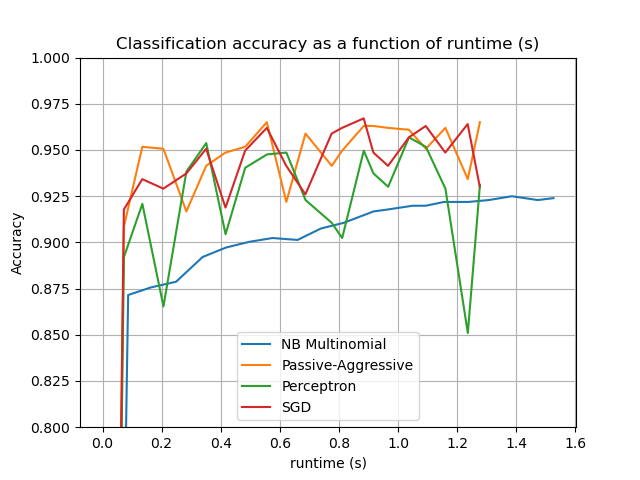 Classification accuracy as a function of runtime (s)
1.000
0.975
0.950
0.925
0.900
0.875
0.850
0.825
0.800
Accuracy
NB Multinomial
Passive-Aggressive
Perceptron
SGD
0.0 0.2 0.4 0.6 0.8 1.0 1.2 1.4 1.6
runtime (s)